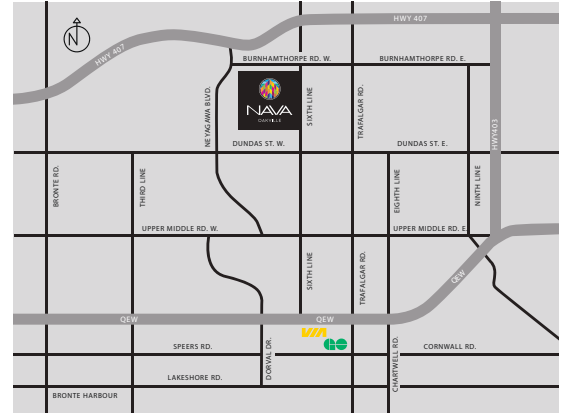 HWY 407
N
HWY 407
BURNHAMTHORPE RD. W.
BURNHAMTHORPE RD. E.
NEYAGAWA BLVD.
NAVA
OAKVILLE
SIXTH LINE
TRAFALGAR RD.
HWY403
DUNDAS ST. W.
DUNDAS ST. E.
BRONTE RD.
THIRD LINE
EIGHTH LINE
NINTH LINE
UPPER MIDDLE RD. W.
UPPER MIDDLE RD. E.
SIXTH LINE
TRAFALGAR RD.
QEW
QEW
QEW
VIA
GO
SPEERS RD.
DORVAL DR.
CHARTWELL RD.
CORNWALL RD.
LAKESHORE RD.
BRONTE HARBOUR